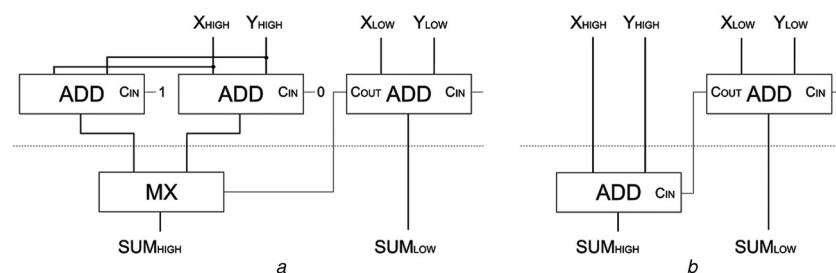 XHIGH YHIGH XLOW YLOW XHIGH YHIGH XLOW YLOW
ADD CIN 1 ADD CIN 0 COUT ADD CIN COUT ADD CIN
MX ADD CIN
SUMHIGH SUMLOW SUMHIGH SUMLOW
a b